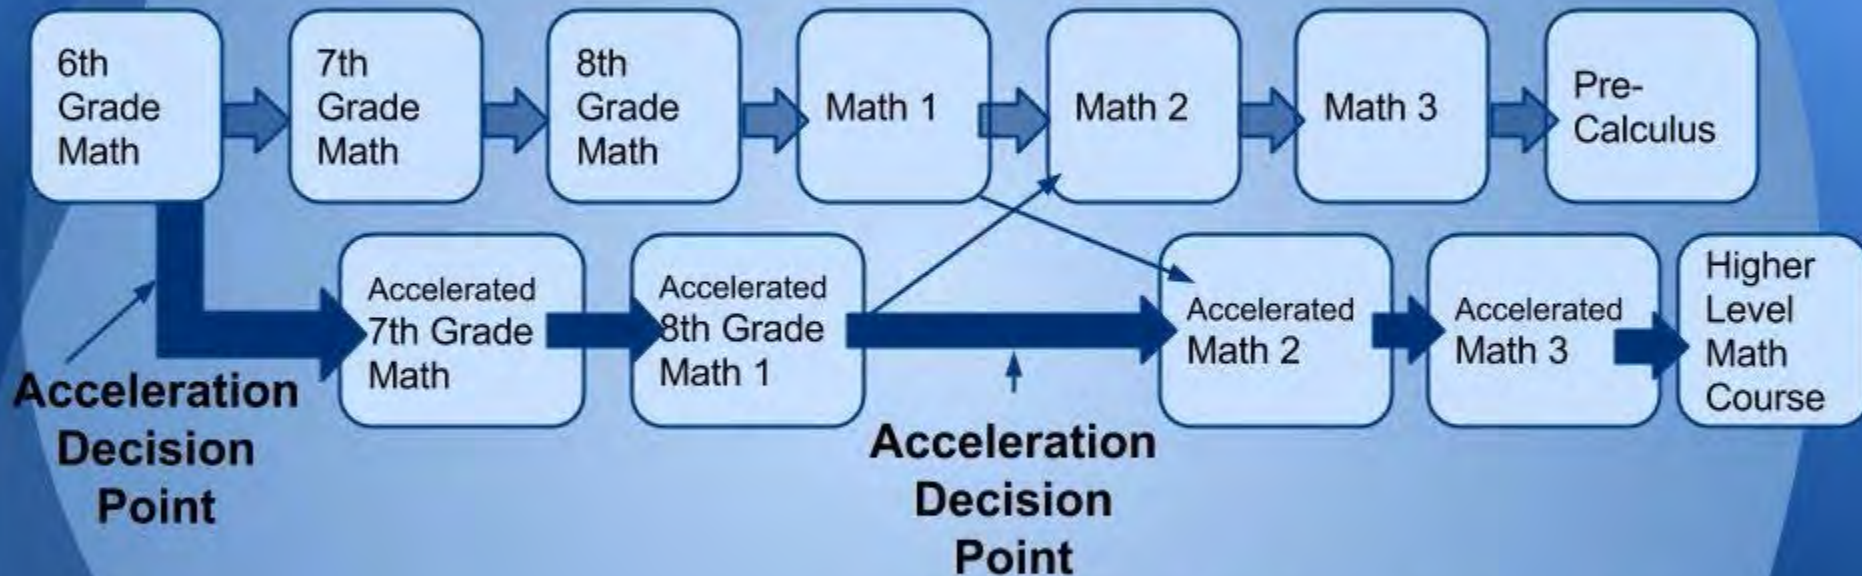 6th
Grade
Math
7th
Grade
Math
8th
Grade
Math
Math 1
Math 2
Math 3
Pre-
Calculus
Accelerated
7th Grade
Math
Accelerated
8th Grade
Math 1
Accelerated
Math 2
Accelerated
Math 3
Higher
Level
Math
Course
Acceleration
Decision
Point
Acceleration
Decision
Point